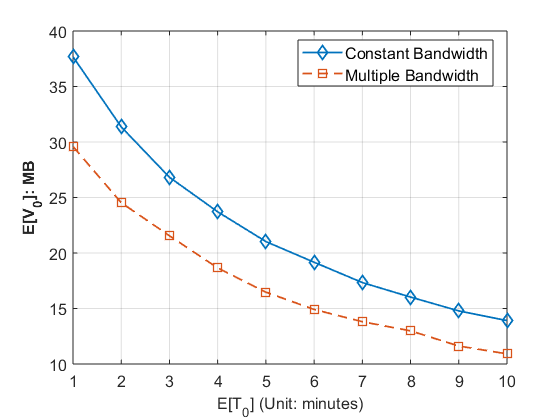 40
35
30
25
20
15
10
E[V0]: MB
Constant Bandwidth
Multiple Bandwidth
1 2 3 4 5 6 7 8 9 10
E[T0] (Unit: minutes)